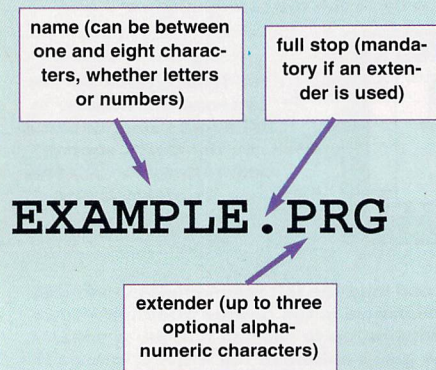 name (can be between
one and eight charac-
ters, whether letters
or numbers)
full stop (manda-
tory if an exten-
der is used)
EXAMPLE.PRG
extender (up to three
optional alpha-
numeric characters)